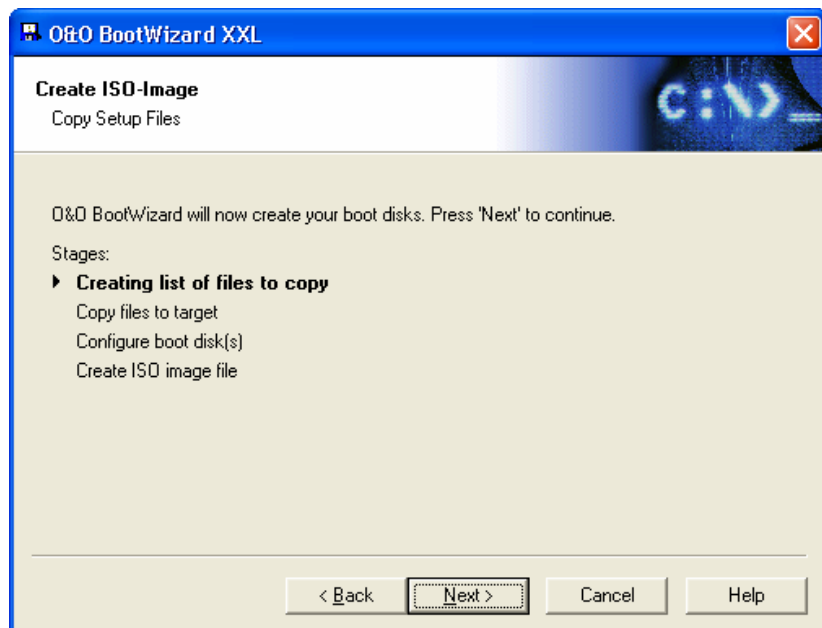 O&O BootWizard XXL
Create ISO-Image
Copy Setup Files
C:\>_
O&O BootWizard will now create your boot disks. Press 'Next' to continue.
Stages:
Creating list of files to copy
Copy files to target
Configure boot disk(s)
Create ISO image file
< Back Next > Cancel Help